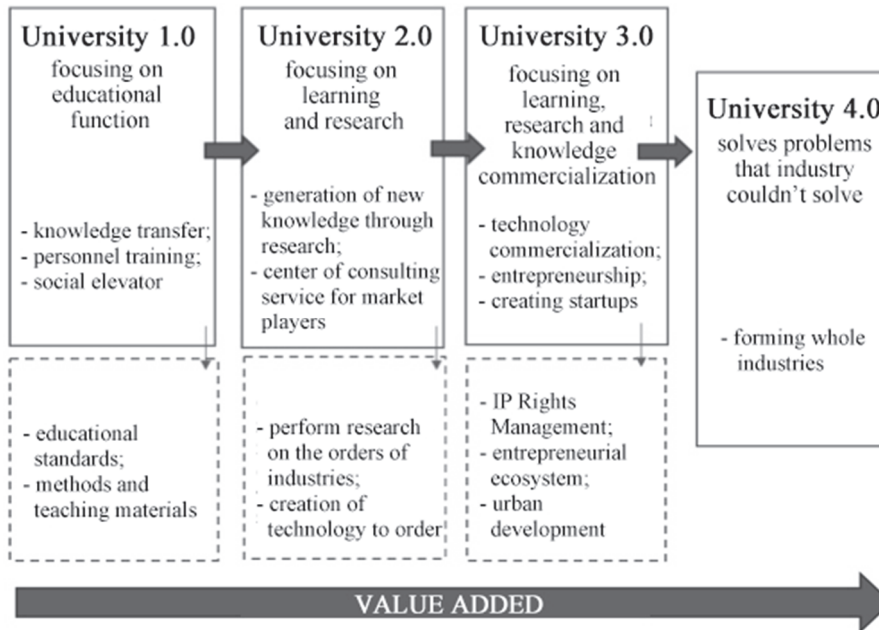 University 1.0
focusing on
educational
function
- knowledge transfer;
- personnel training;
- social elevator
- educational
standards;
- methods and
teaching materials
University 2.0
focusing on
learning
and research
- generation of new
knowledge through
research;
- center of consulting
service for market
players
- perform research
on the orders of
industries;
- creation of
technology to order
University 3.0
focusing on
learning,
research and
knowledge
commercialization
- technology
commercialization;
- entrepreneurship;
- creating startups
- IP Rights
Management;
- entrepreneurial
ecosystem;
- urban
development
University 4.0
solves problems
that industry
couldn't solve
- forming whole
industries
VALUE ADDED